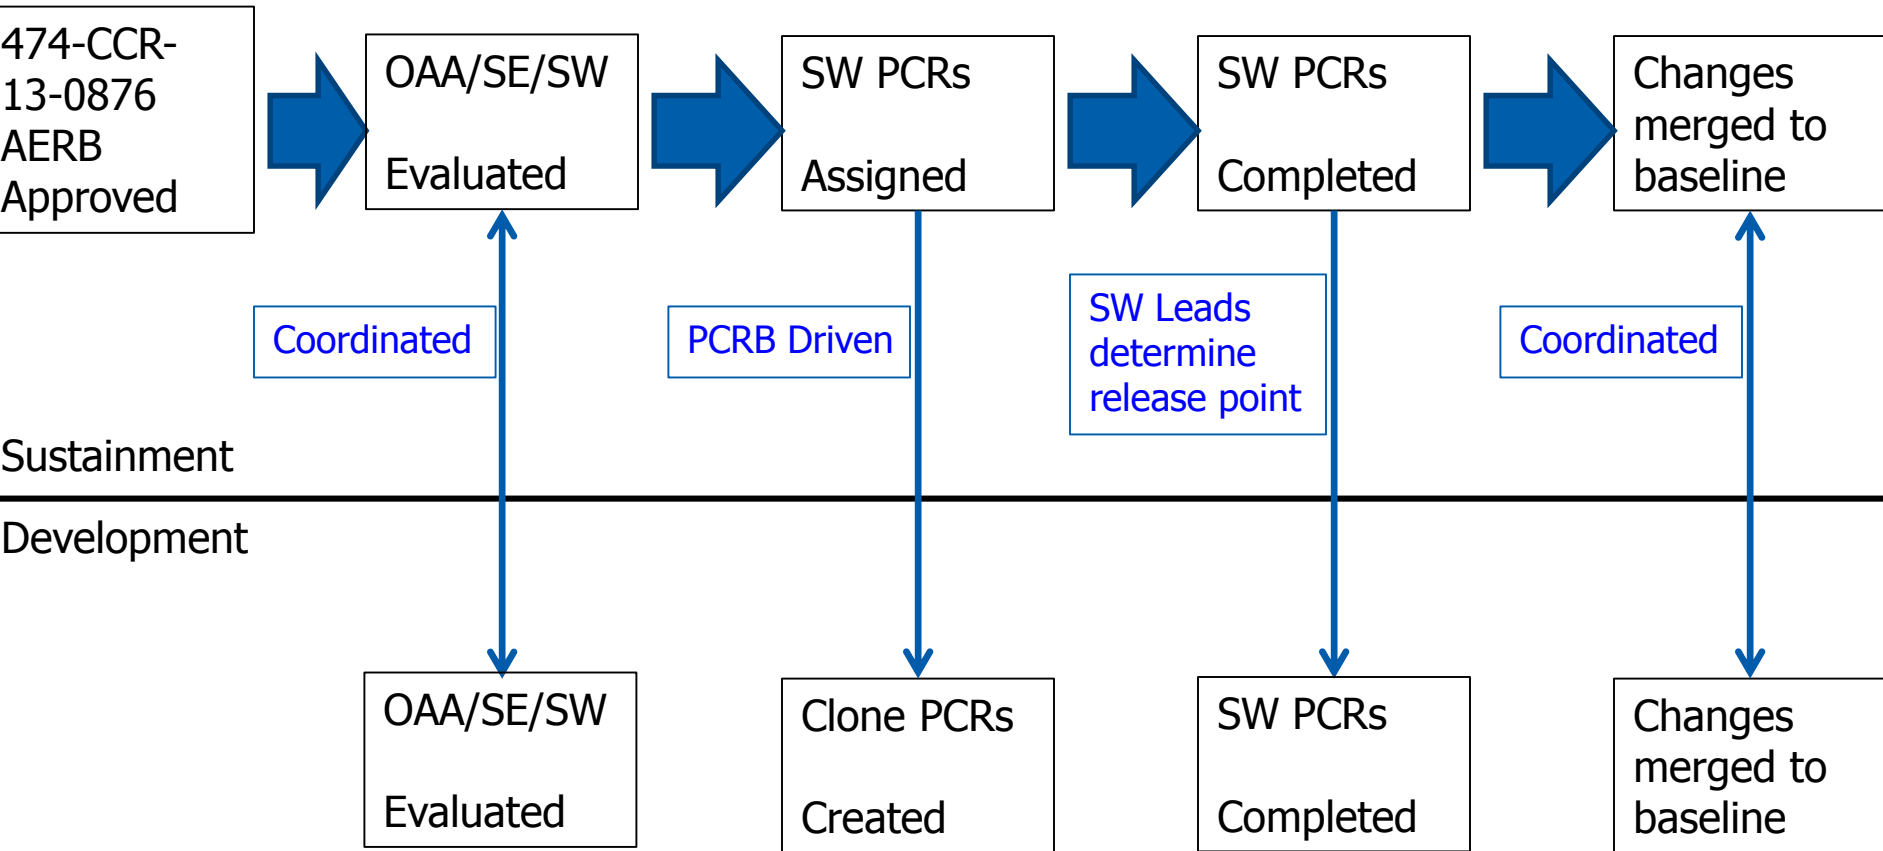 474-CCR-
13-0876
AERB
Approved
OAA/SE/SW
Evaluated
SW PCRs
Assigned
SW PCRs
Completed
Changes
merged to
baseline
Coordinated
PCRB Driven
SW Leads
determine
release point
Coordinated
Sustainment
Development
OAA/SE/SW
Evaluated
Clone PCRs
Created
SW PCRs
Completed
Changes
merged to
baseline